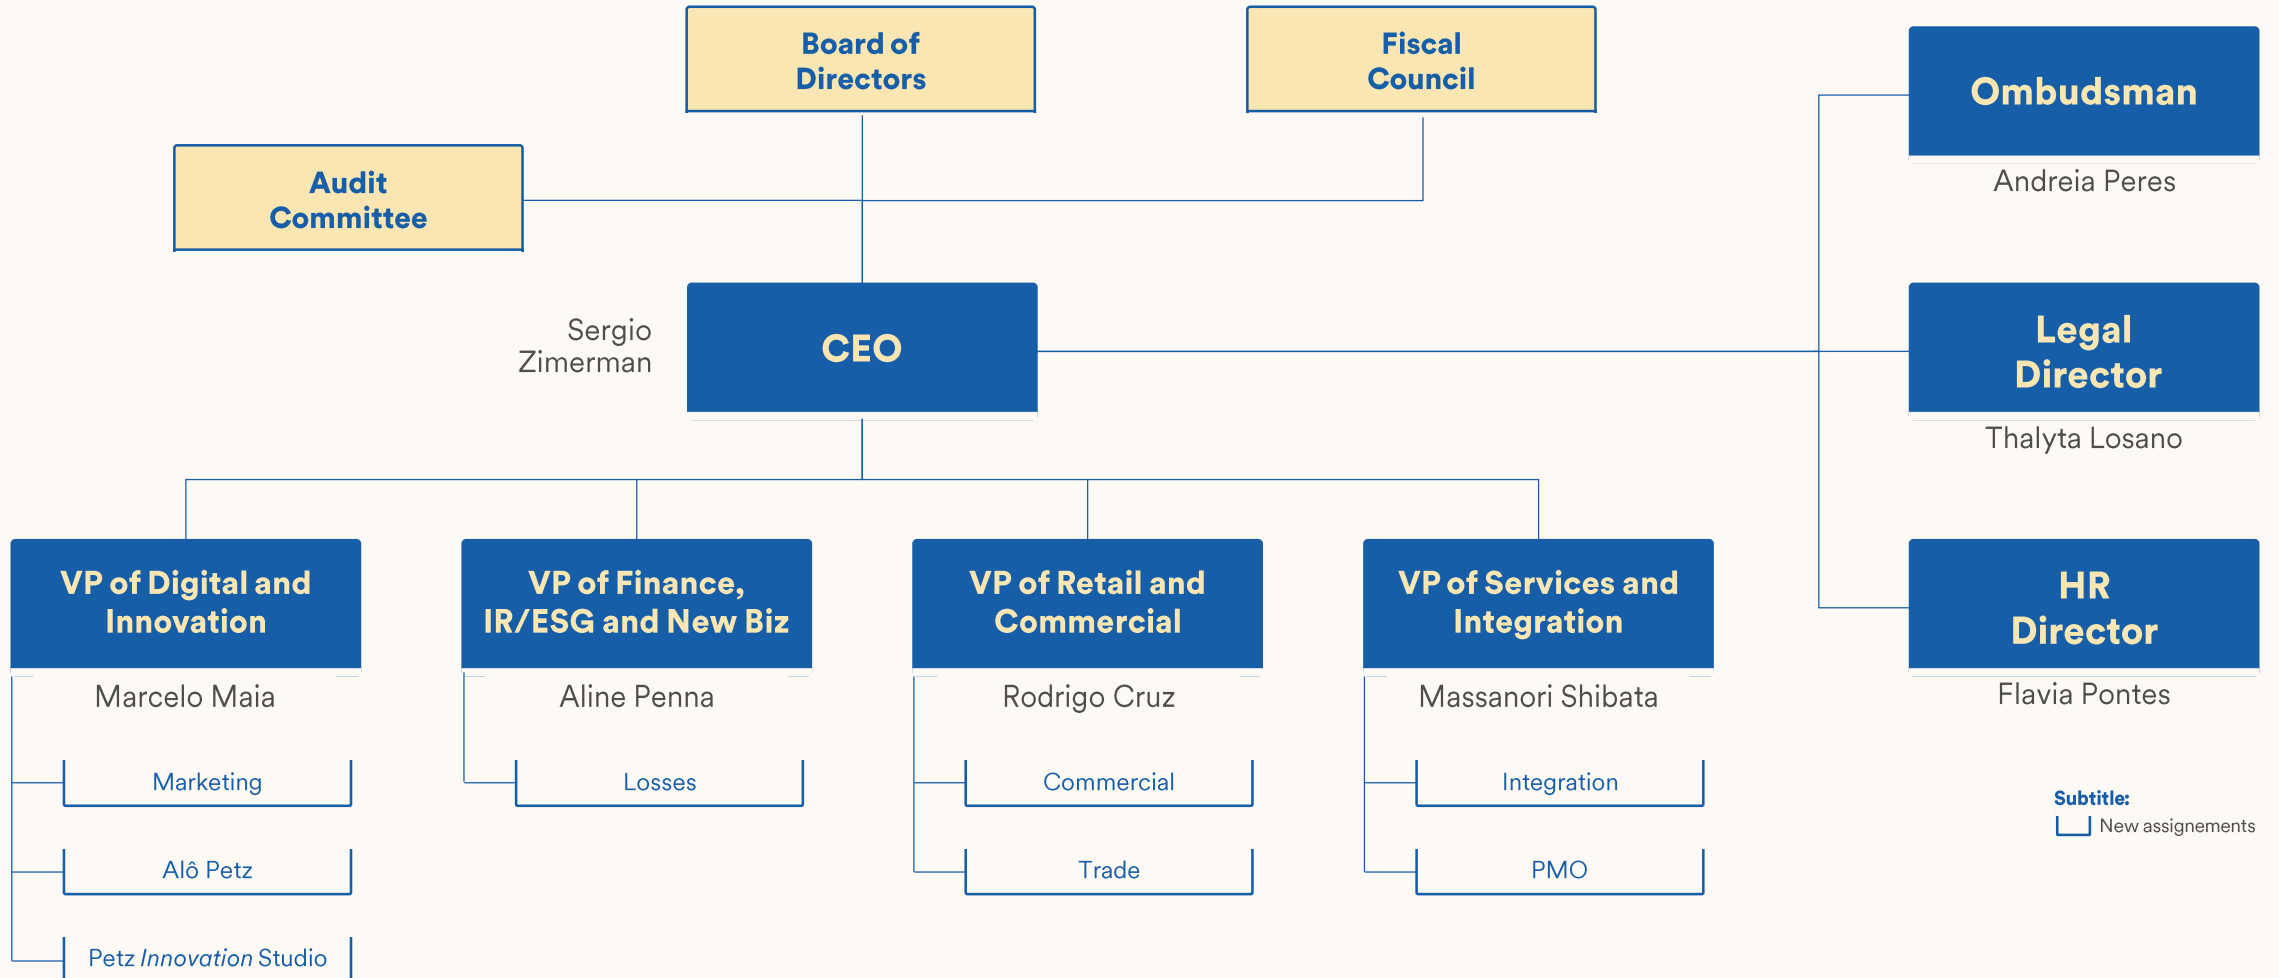 Board of
Directors
Fiscal
Council
Ombudsman
Andreia Peres
Audit
Committee
Sergio
Zimerman
CEO
Legal
Director
Thalyta Losano
VP of Digital and
Innovation
Marcelo Maia
VP of Finance,
IR/ESG and New Biz
Aline Penna
VP of Retail and
Commercial
Rodrigo Cruz
VP of Services and
Integration
Massanori Shibata
HR
Director
Flavia Pontes
Marketing
Alô Petz
Petz Innovation Studio
Losses
Commercial
Trade
Integration
PMO
Subtitle:
New assignements